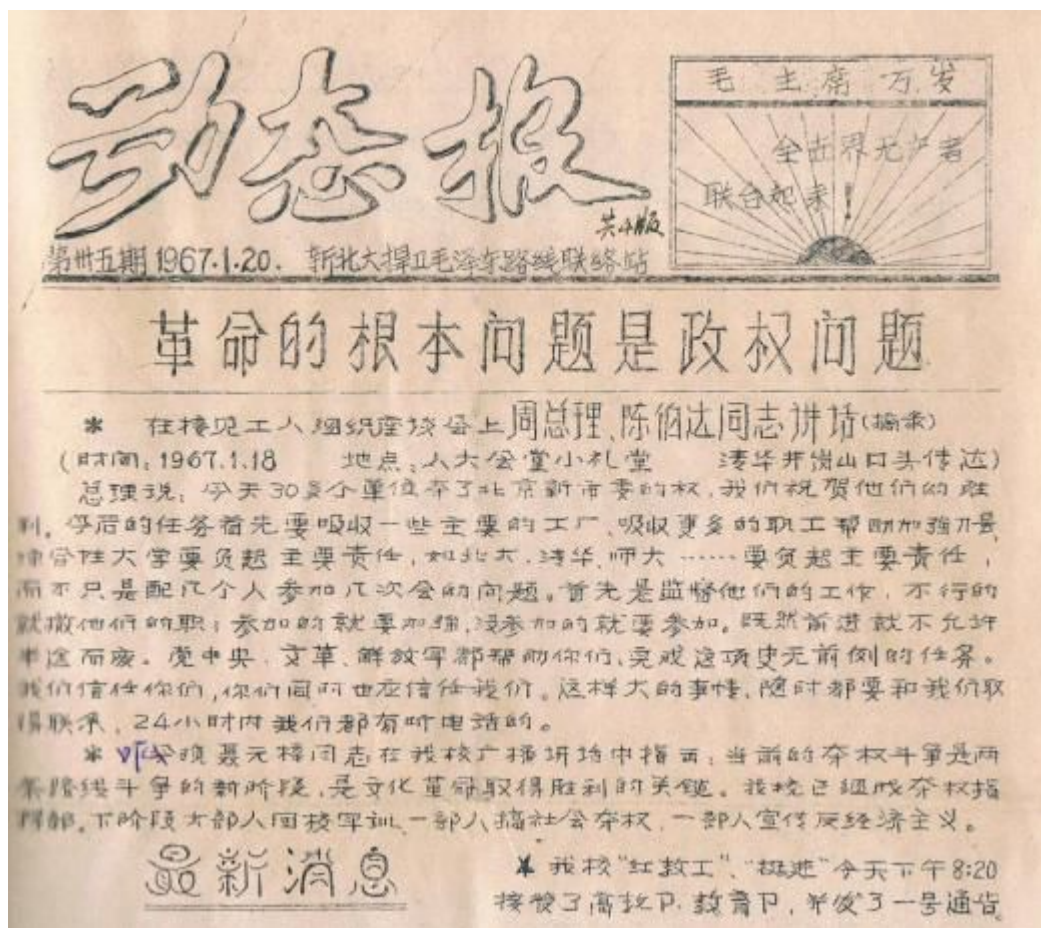 动态报
共4版
毛主席万岁
全世界无产者
联合起来!
第卅五期 1967.1.20. 新北大捍卫毛泽东路线联络站
革命的根本问题是政权问题
* 在接见工人组织座谈会上周总理、陈伯达同志讲话(摘录)
(时间:1967.1.18 地点:人大会堂小礼堂 清华井岗山口头传达)
总理说:今天30多个单位夺了北京新市委的权,我们祝贺他们的胜
利。今后的任务首先要吸收一些主要的工厂、吸收更多的职工帮助加强力量
综合性大学要负起主要责任,如北大、清华、师大……要负起主要责任,
而不只是配几个人参加几次会的问题。首先是监督他们的工作,不行的
就撤他们的职;参加的就要加强,没参加的就要参加。既然前进就不允许
半途而废。党中央、文革、解放军都帮助你们,完成这项史无前例的任务。
我们信任你们,你们同时也应信任我们。这样大的事情,随时都要和我们取
得联系,24小时内我们都有听电话的。
* 昨晚聂元梓同志在我校广播讲话中指出:当前的夺权斗争是两
条路线斗争的新阶段,是文化革命取得胜利的关键。我校已组成夺权指
挥部。下阶段大部人回校军训,一部人搞社会夺权,一部人宣传反经济主义。
最新消息
* 我校“红教工”、“挺进”今天下午8:20
接管了高教卩、教育卩,并发了一号通告